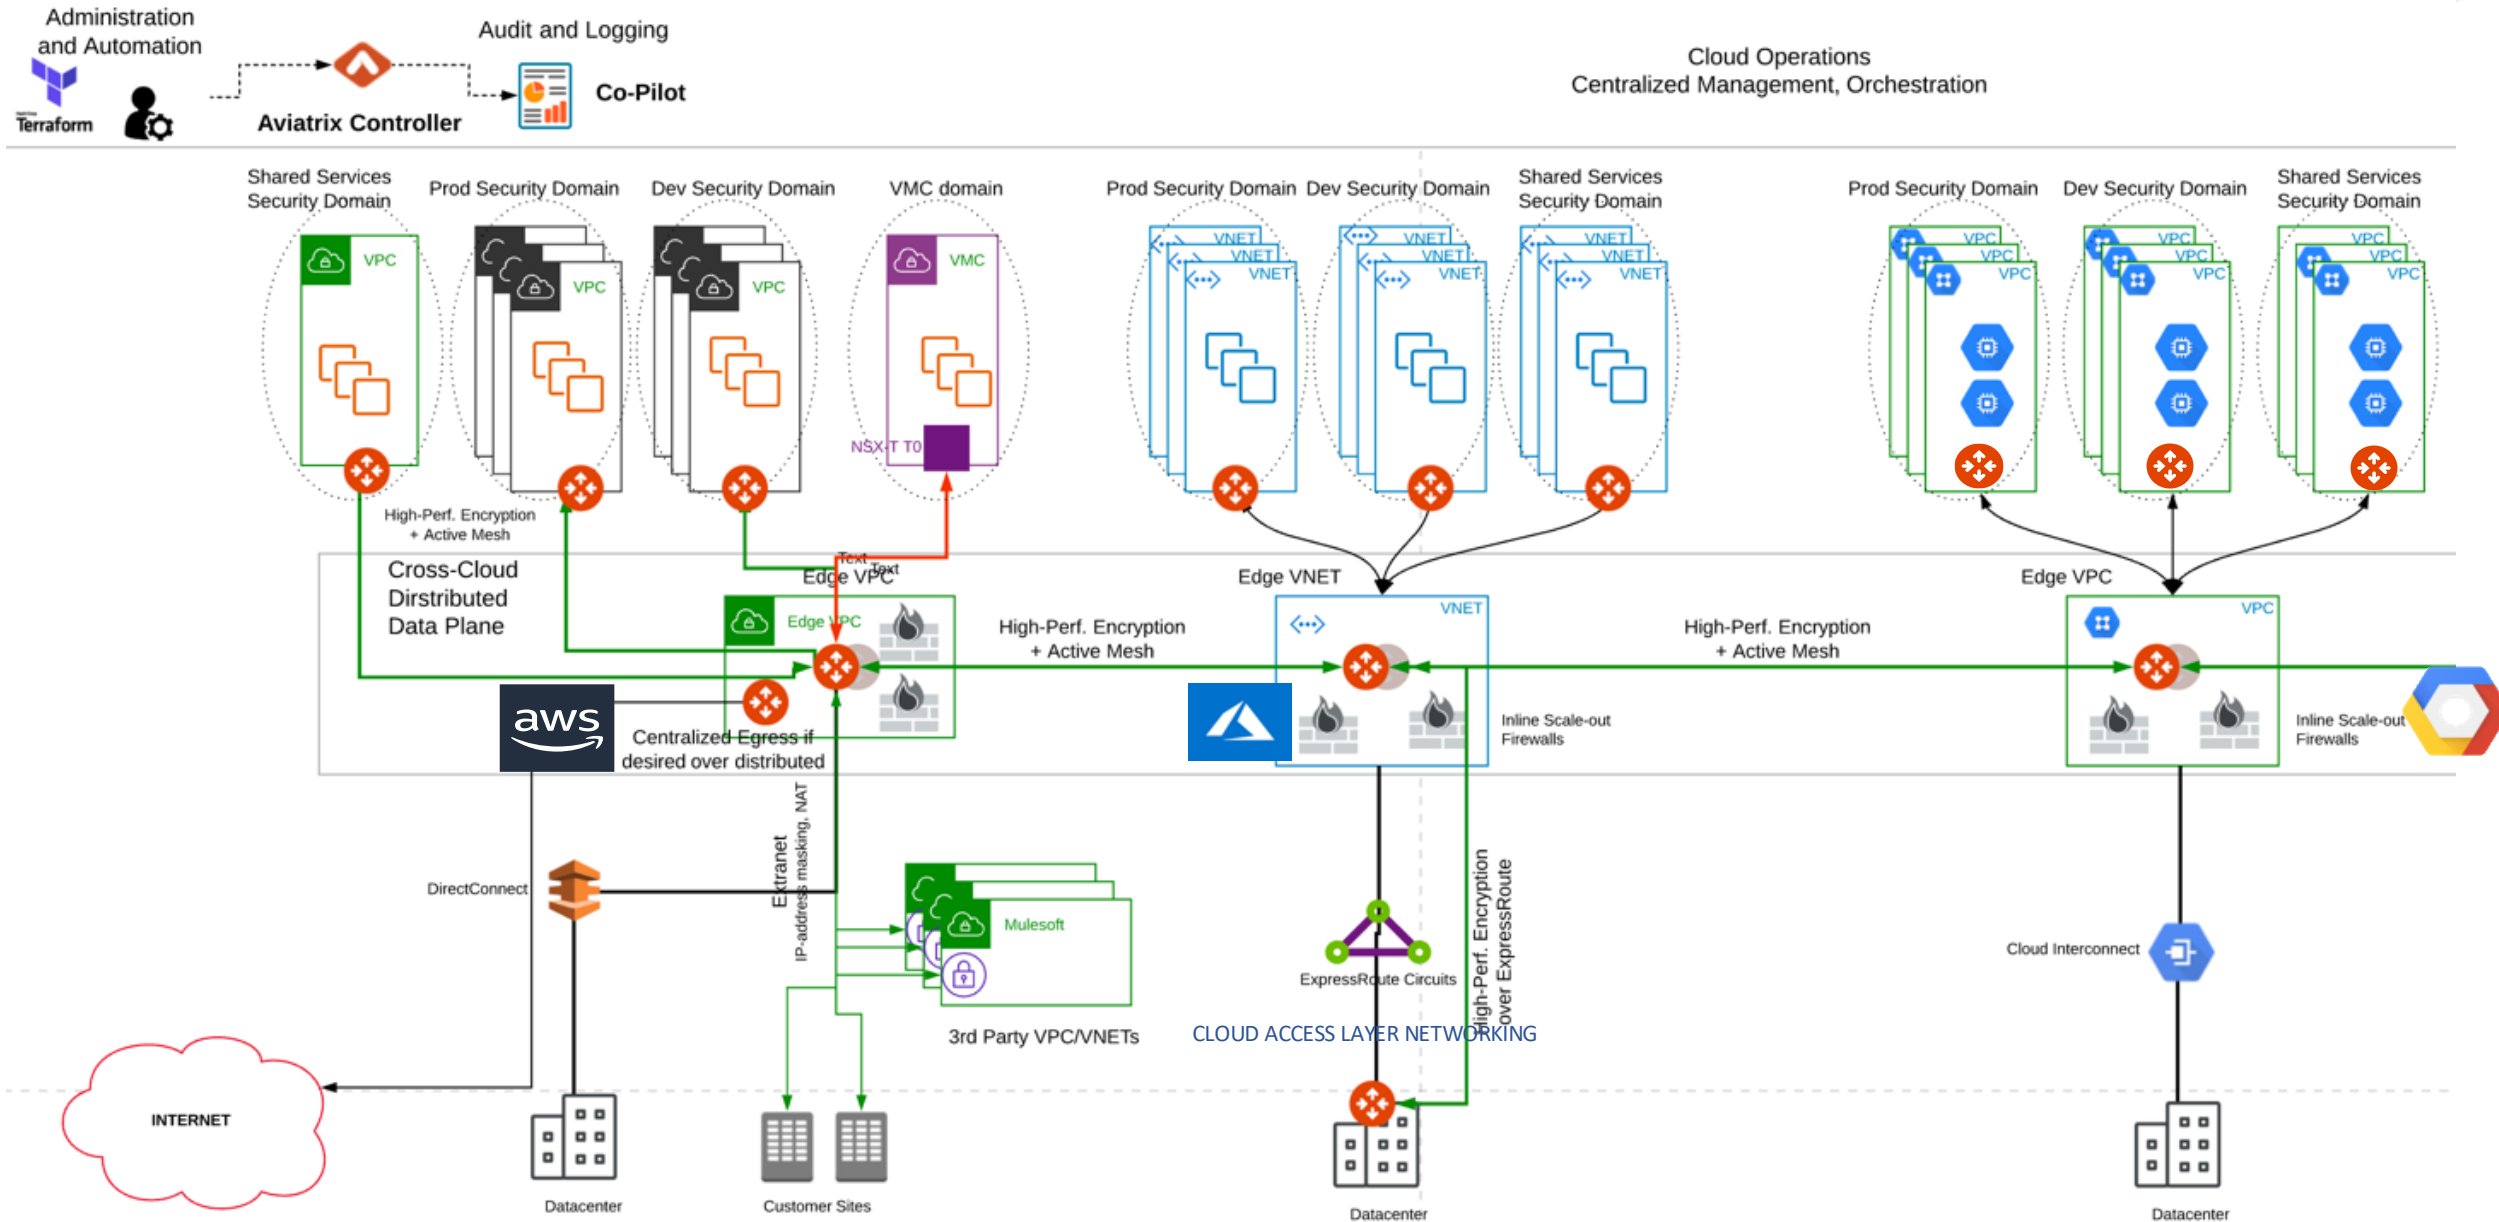 Administration
and Automation
Audit and Logging
Cloud Operations
Centralized Management, Orchestration
Terraform
Aviatrix Controller
Co-Pilot
Shared Services
Security Domain
Prod Security Domain
Dev Security Domain
VMC domain
Prod Security Domain
Dev Security Domain
Shared Services
Security Domain
Prod Security Domain
Dev Security Domain
Shared Services
Security Domain
VPC
VPC
VPC
VMC
VNET
VNET
VNET
VNET
VNET
VNET
VNET
VNET
VNET
VPC
VPC
VPC
VPC
VPC
VPC
VPC
VPC
VPC
NSX-T T0
High-Perf. Encryption
+ Active Mesh
Text
Text
Cross-Cloud
Dirstributed
Data Plane
Edge VPC
Edge VNET
Edge VPC
Edge VPC
VNET
VPC
High-Perf. Encryption
+ Active Mesh
High-Perf. Encryption
+ Active Mesh
aws
Centralized Egress if
desired over distributed
Inline Scale-out
Firewalls
Inline Scale-out
Firewalls
Extranet
IP-address masking, NAT
DirectConnect
Mulesoft
3rd Party VPC/VNETs
ExpressRoute Circuits
High-Perf. Encryption
over ExpressRoute
Cloud Interconnect
CLOUD ACCESS LAYER NETWORKING
INTERNET
Datacenter
Customer Sites
Datacenter
Datacenter